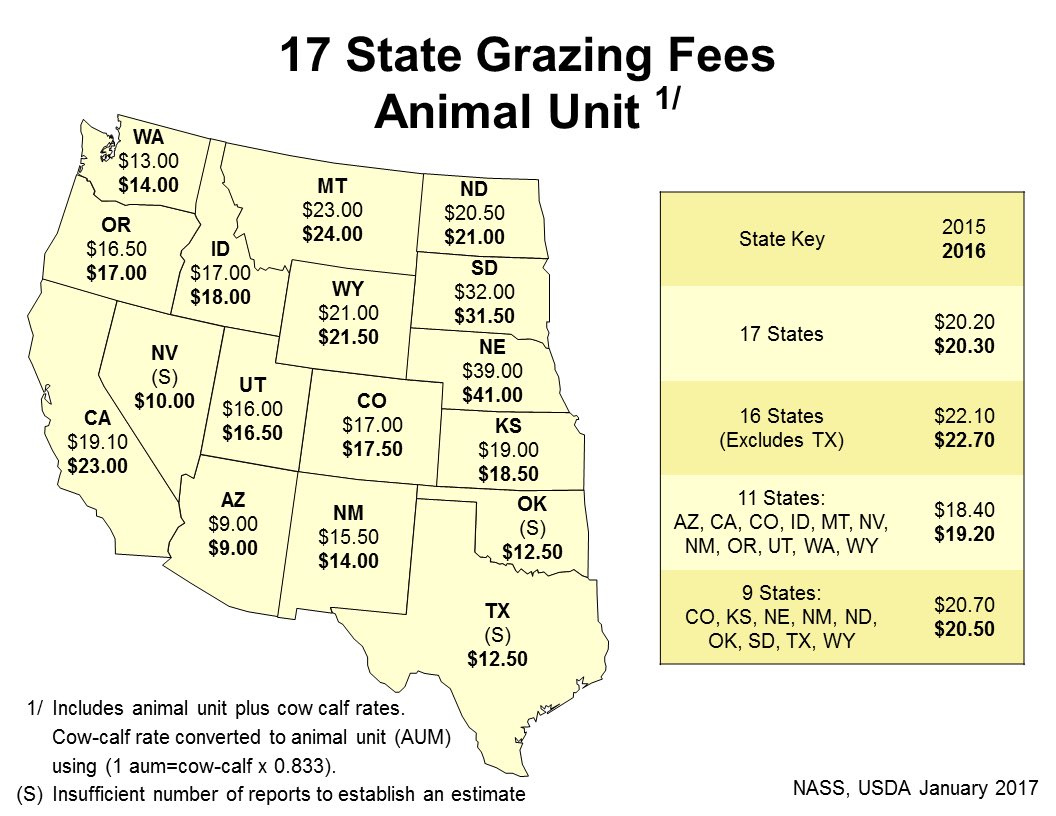 17 State Grazing Fees
Animal Unit 1/
WA
$13.00
$14.00
OR
$16.50
$17.00
ID
$17.00
$18.00
MT
$23.00
$24.00
ND
$20.50
$21.00
SD
$32.00
$31.50
WY
$21.00
$21.50
NE
$39.00
$41.00
NV
(S)
$10.00
UT
$16.00
$16.50
CO
$17.00
$17.50
KS
$19.00
$18.50
CA
$19.10
$23.00
AZ
$9.00
$9.00
NM
$15.50
$14.00
OK
(S)
$12.50
TX
(S)
$12.50
State Key
2015
2016
17 States
$20.20
$20.30
16 States
(Excludes TX)
$22.10
$22.70
11 States:
AZ, CA, CO, ID, MT, NV,
NM, OR, UT, WA, WY
$18.40
$19.20
9 States:
CO, KS, NE, NM, ND,
OK, SD, TX, WY
$20.70
$20.50
1/ Includes animal unit plus cow calf rates.
Cow-calf rate converted to animal unit (AUM)
using (1 aum=cow-calf x 0.833).
(S) Insufficient number of reports to establish an estimate
NASS, USDA January 2017